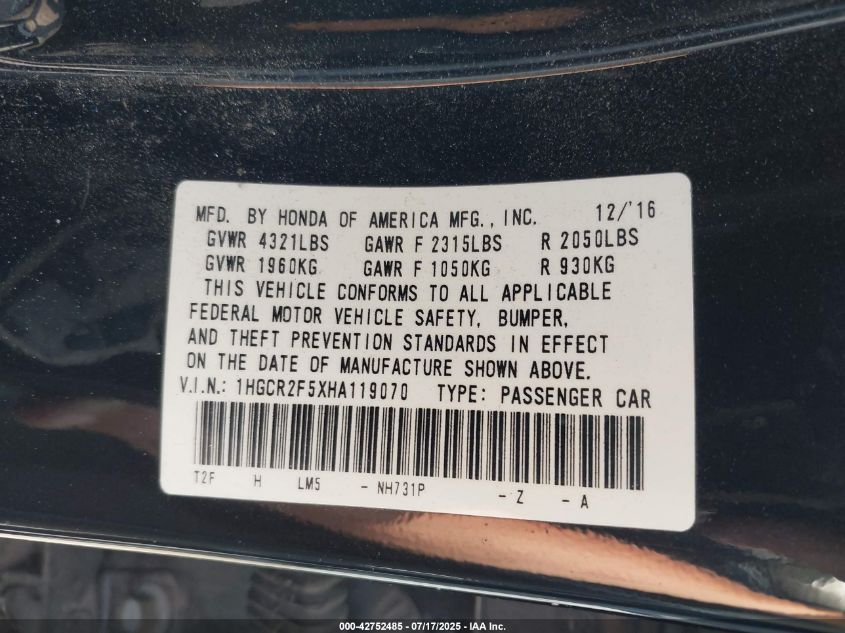 MFD. BY HONDA OF AMERICA MFG., INC. 12/'16
GVWR 4321LBS GAWR F 2315LBS R 2050LBS
GVWR 1960KG GAWR F 1050KG R 930KG
THIS VEHICLE CONFORMS TO ALL APPLICABLE
FEDERAL MOTOR VEHICLE SAFETY, BUMPER,
AND THEFT PREVENTION STANDARDS IN EFFECT
ON THE DATE OF MANUFACTURE SHOWN ABOVE.
V.I.N.: 1HGCR2F5XHA119070 TYPE: PASSENGER CAR
T2F H LM5 - NH731P - Z - A
000-42752485 - 07/17/2025 - IAA Inc.